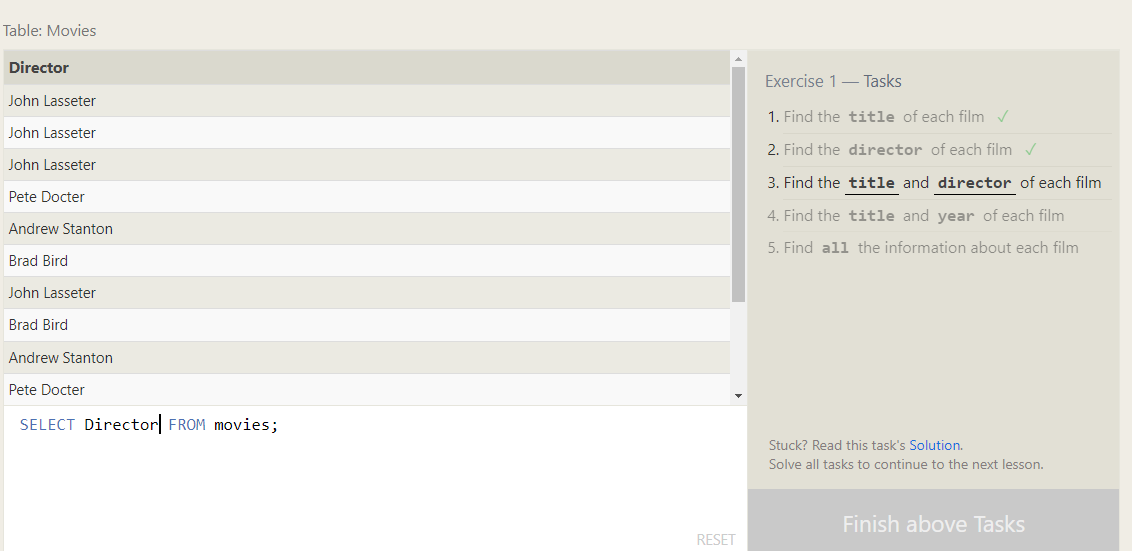 Table: Movies
Director
John Lasseter
John Lasseter
John Lasseter
Pete Docter
Andrew Stanton
Brad Bird
John Lasseter
Brad Bird
Andrew Stanton
Pete Docter
SELECT Director FROM movies;
RESET
Exercise 1 — Tasks
1. Find the title of each film ✓
2. Find the director of each film ✓
3. Find the title and director of each film
4. Find the title and year of each film
5. Find all the information about each film
Stuck? Read this task's Solution.
Solve all tasks to continue to the next lesson.
Finish above Tasks